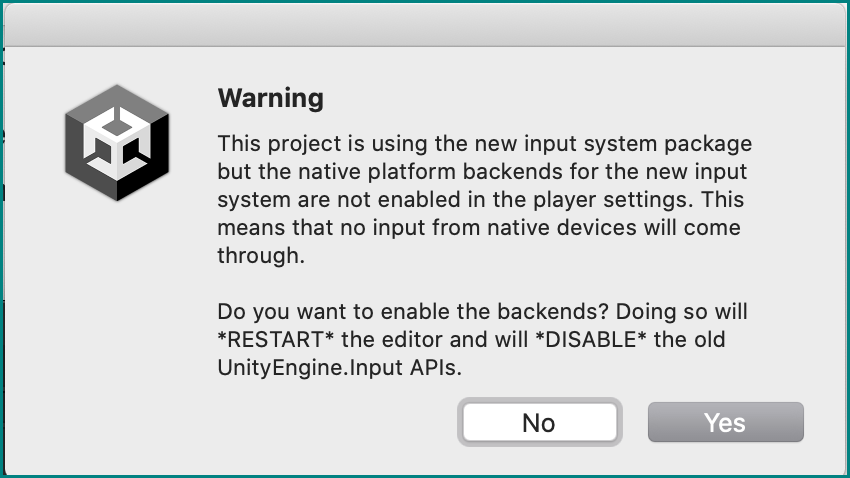 Warning
This project is using the new input system package
but the native platform backends for the new input
system are not enabled in the player settings. This
means that no input from native devices will come
through.
Do you want to enable the backends? Doing so will
*RESTART* the editor and will *DISABLE* the old
UnityEngine.Input APIs.
No
Yes